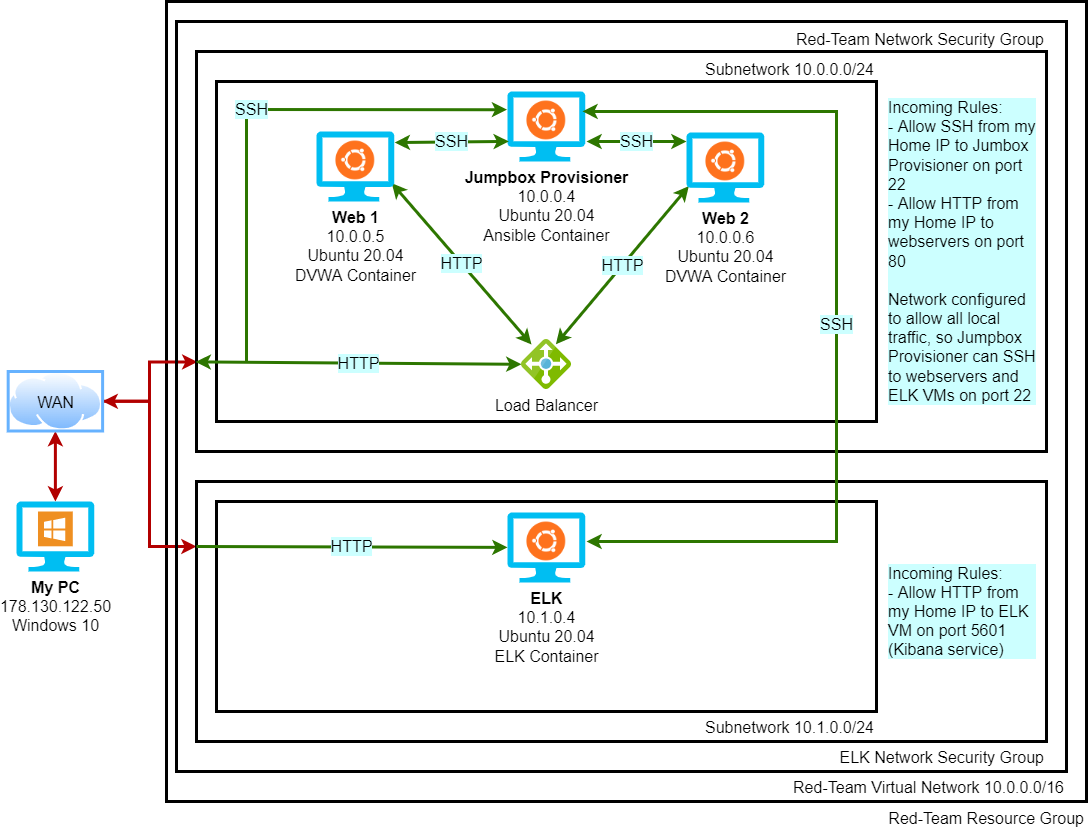 Red-Team Network Security Group
Subnetwork 10.0.0.0/24
SSH
SSH
SSH
Jumpbox Provisioner
10.0.0.4
Ubuntu 20.04
Ansible Container
Web 1
10.0.0.5
Ubuntu 20.04
DVWA Container
Web 2
10.0.0.6
Ubuntu 20.04
DVWA Container
HTTP
HTTP
HTTP
Load Balancer
SSH
Incoming Rules:
- Allow SSH from my
Home IP to Jumbox
Provisioner on port
22
- Allow HTTP from
my Home IP to
webservers on port
80
Network configured
to allow all local
traffic, so Jumpbox
Provisioner can SSH
to webservers and
ELK VMs on port 22
WAN
My PC
178.130.122.50
Windows 10
HTTP
ELK
10.1.0.4
Ubuntu 20.04
ELK Container
Incoming Rules:
- Allow HTTP from
my Home IP to ELK
VM on port 5601
(Kibana service)
Subnetwork 10.1.0.0/24
ELK Network Security Group
Red-Team Virtual Network 10.0.0.0/16
Red-Team Resource Group